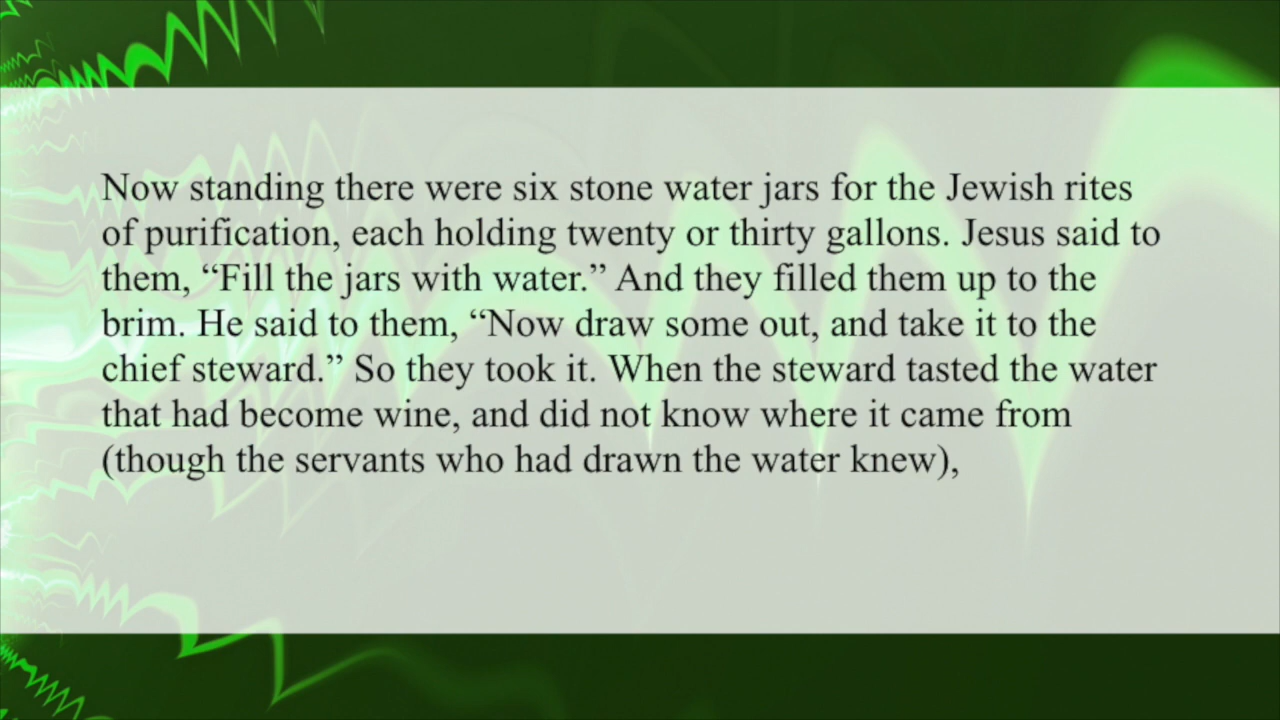 Now standing there were six stone water jars for the Jewish rites
of purification, each holding twenty or thirty gallons. Jesus said to
them, “Fill the jars with water.” And they filled them up to the
brim. He said to them, “Now draw some out, and take it to the
chief steward.” So they took it. When the steward tasted the water
that had become wine, and did not know where it came from
(though the servants who had drawn the water knew),